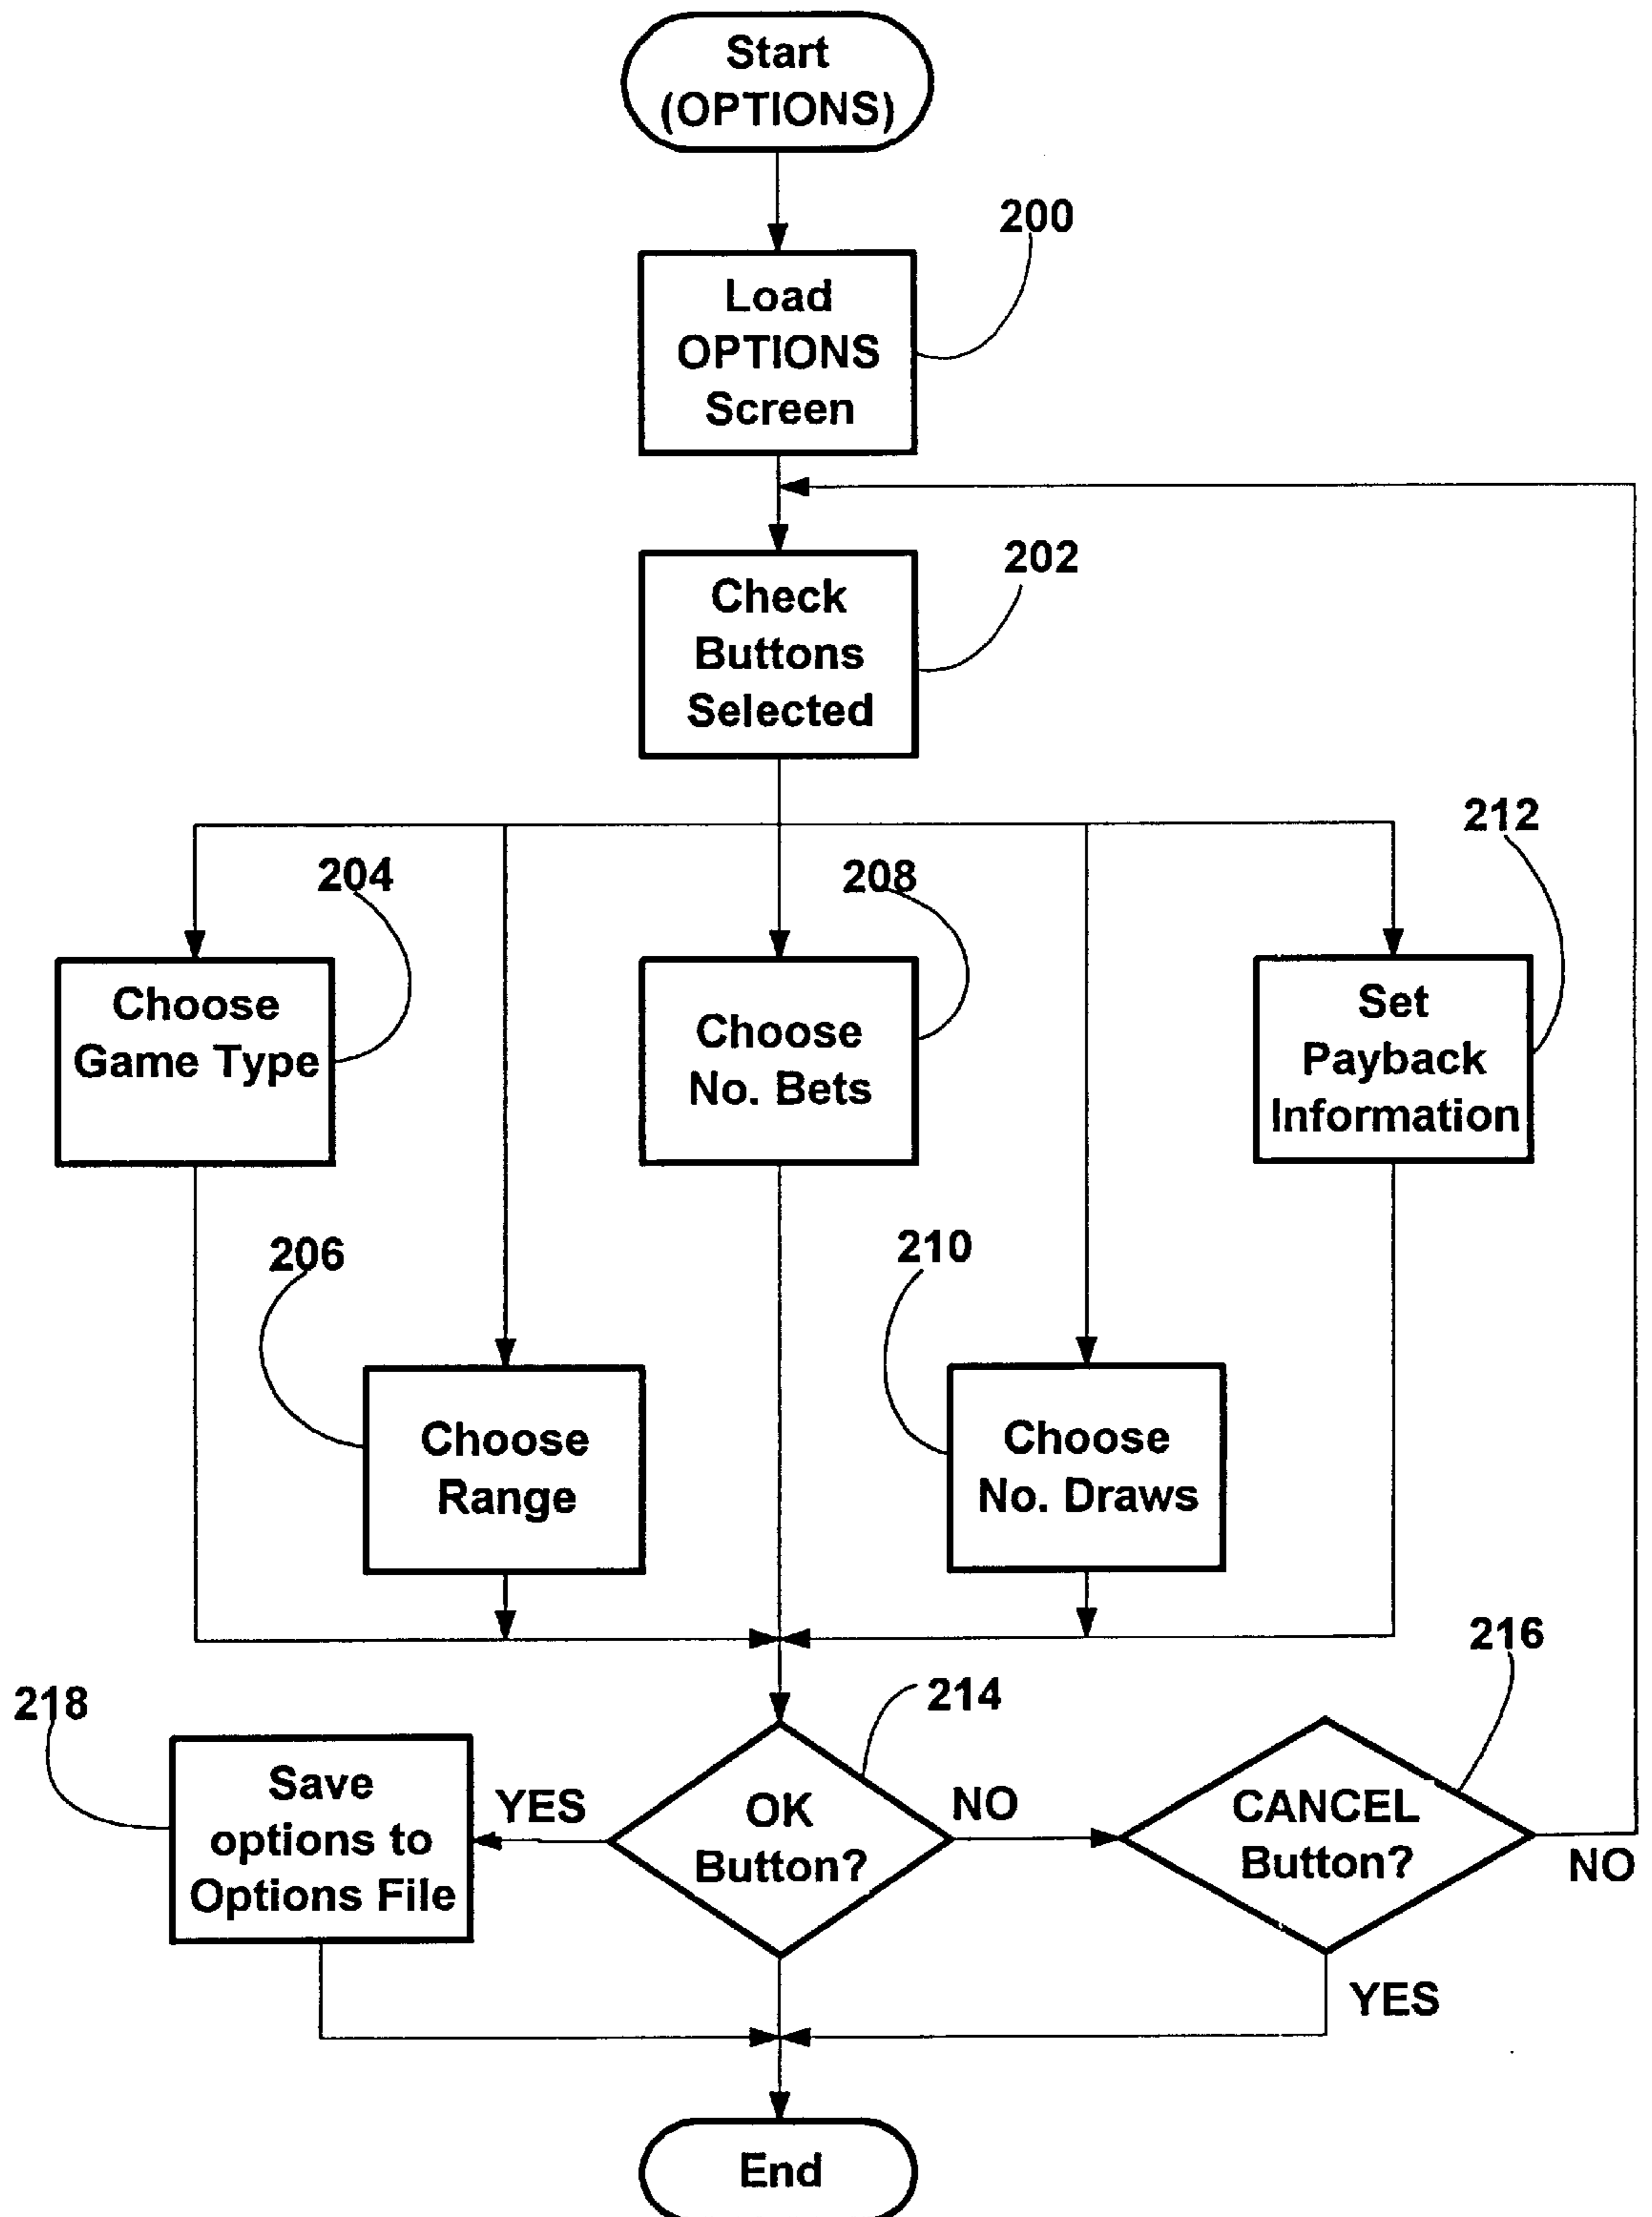 Start
(OPTIONS)
200
Load
OPTIONS
Screen
202
Check
Buttons
Selected
204
208
212
Choose
Game Type
Choose
No. Bets
Set
Payback
Information
206
210
Choose
Range
Choose
No. Draws
218
214
216
Save
options to
Options File
YES
OK
Button?
NO
CANCEL
Button?
NO
YES
End